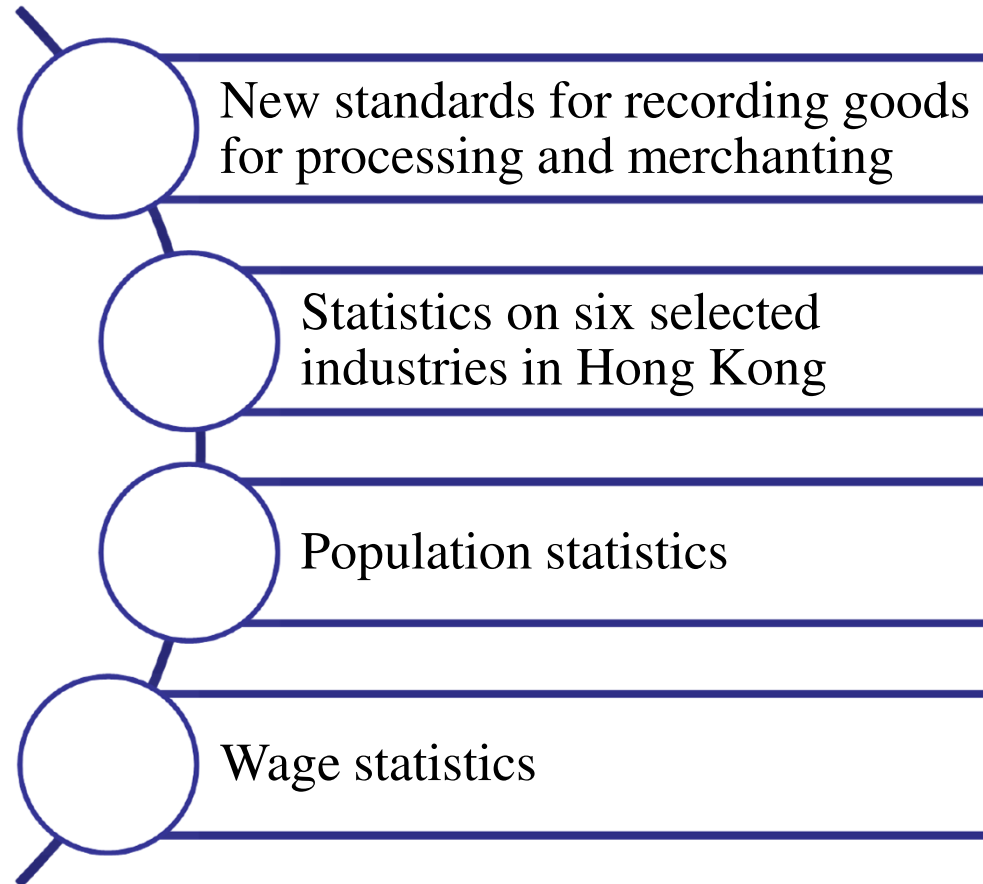 New standards for recording goods
for processing and merchanting
Statistics on six selected
industries in Hong Kong
Population statistics
Wage statistics